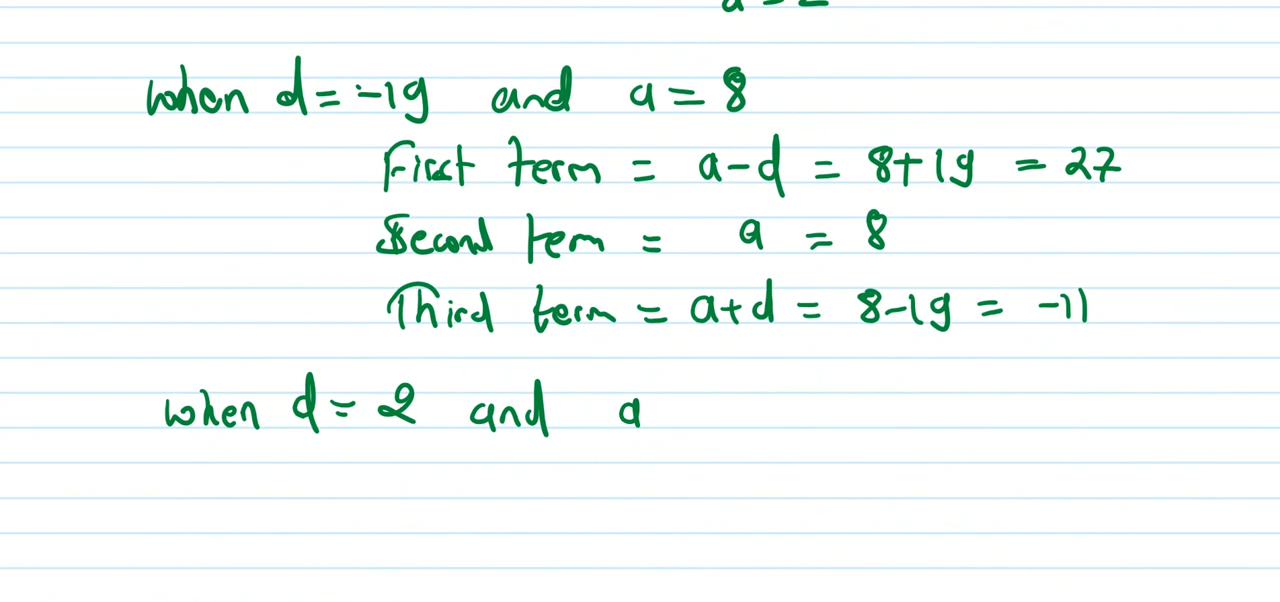 when d = -19 and a = 8
First term = a-d = 8+19 = 27
Second term = a = 8
Third term = a+d = 8-19 = -11
when d = 2 and a